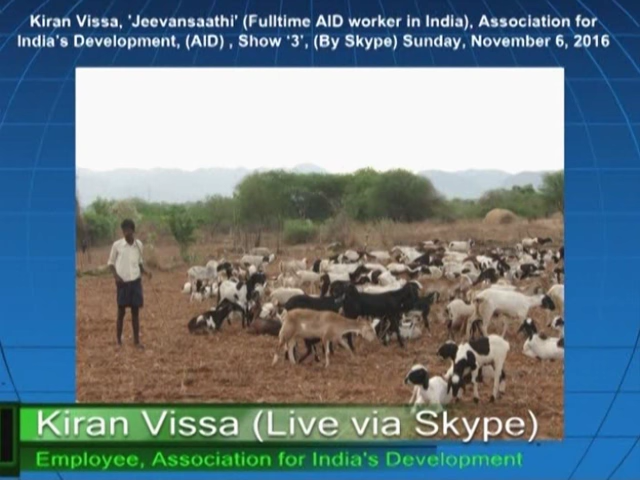 Kiran Vissa, 'Jeevansaathi' (Fulltime AID worker in India), Association for
India's Development, (AID) , Show ‘3’, (By Skype) Sunday, November 6, 2016
Kiran Vissa (Live via Skype)
Employee, Association for India's Development